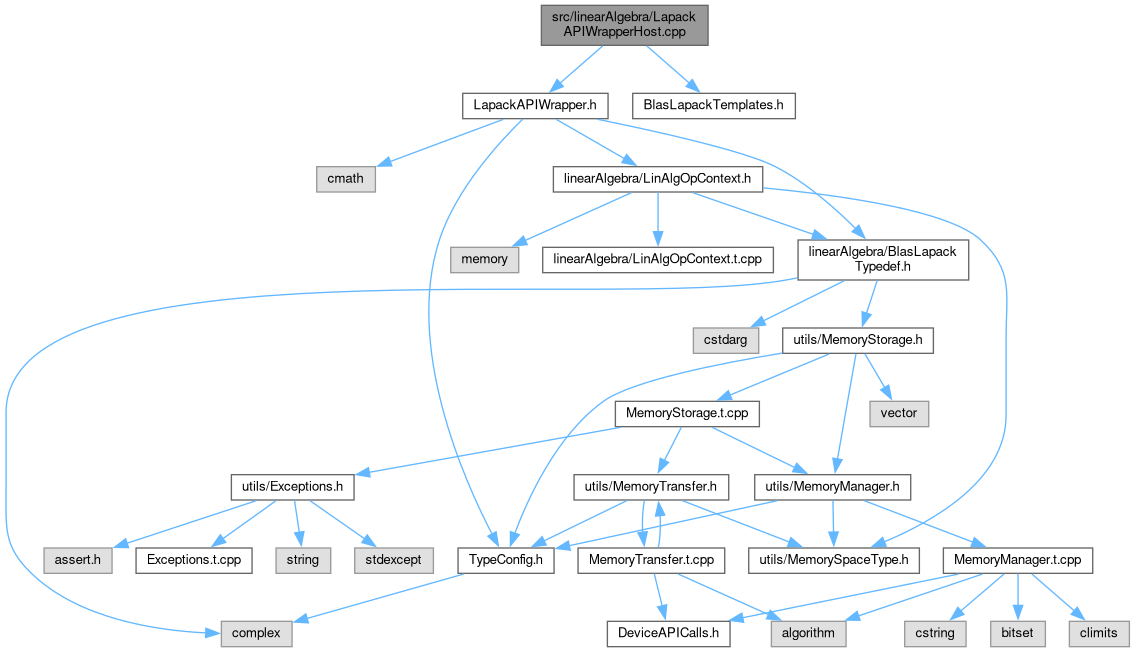 src/linearAlgebra/Lapack
APIWrapperHost.cpp
LapackAPIWrapper.h
BlasLapackTemplates.h
cmath
linearAlgebra/LinAlgOpContext.h
memory
linearAlgebra/LinAlgOpContext.t.cpp
linearAlgebra/BlasLapack
Typedef.h
cstdarg
utils/MemoryStorage.h
MemoryStorage.t.cpp
vector
utils/Exceptions.h
utils/MemoryTransfer.h
utils/MemoryManager.h
assert.h
Exceptions.t.cpp
string
stdexcept
TypeConfig.h
MemoryTransfer.t.cpp
utils/MemorySpaceType.h
MemoryManager.t.cpp
complex
DeviceAPICalls.h
algorithm
cstring
bitset
climits